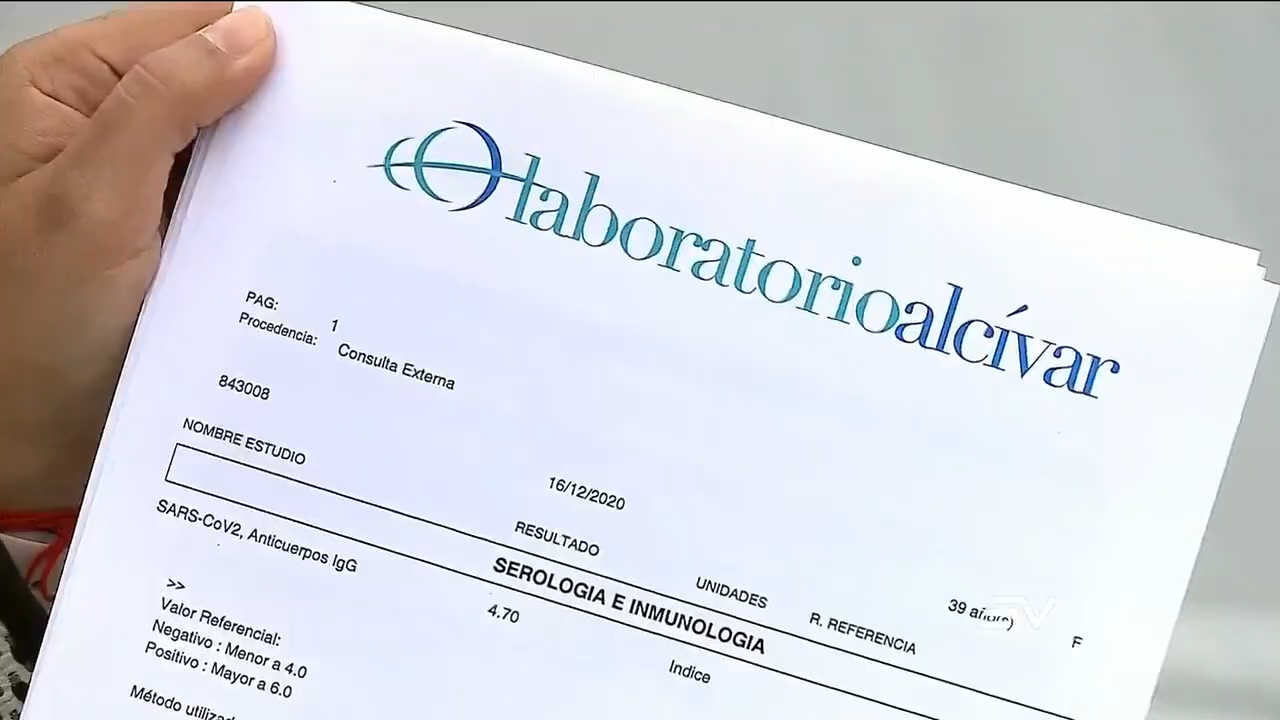 laboratorioalcívar
PAG: 1
Procedencia: Consulta Externa
843008
16/12/2020
39 F
NOMBRE ESTUDIO RESULTADO UNIDADES R. REFERENCIA
SEROLOGIA E INMUNOLOGIA
SARS-CoV2, Anticuerpos IgG 4.70 Indice
>>
Valor Referencial:
Negativo : Menor a 4.0
Positivo : Mayor a 6.0
Método